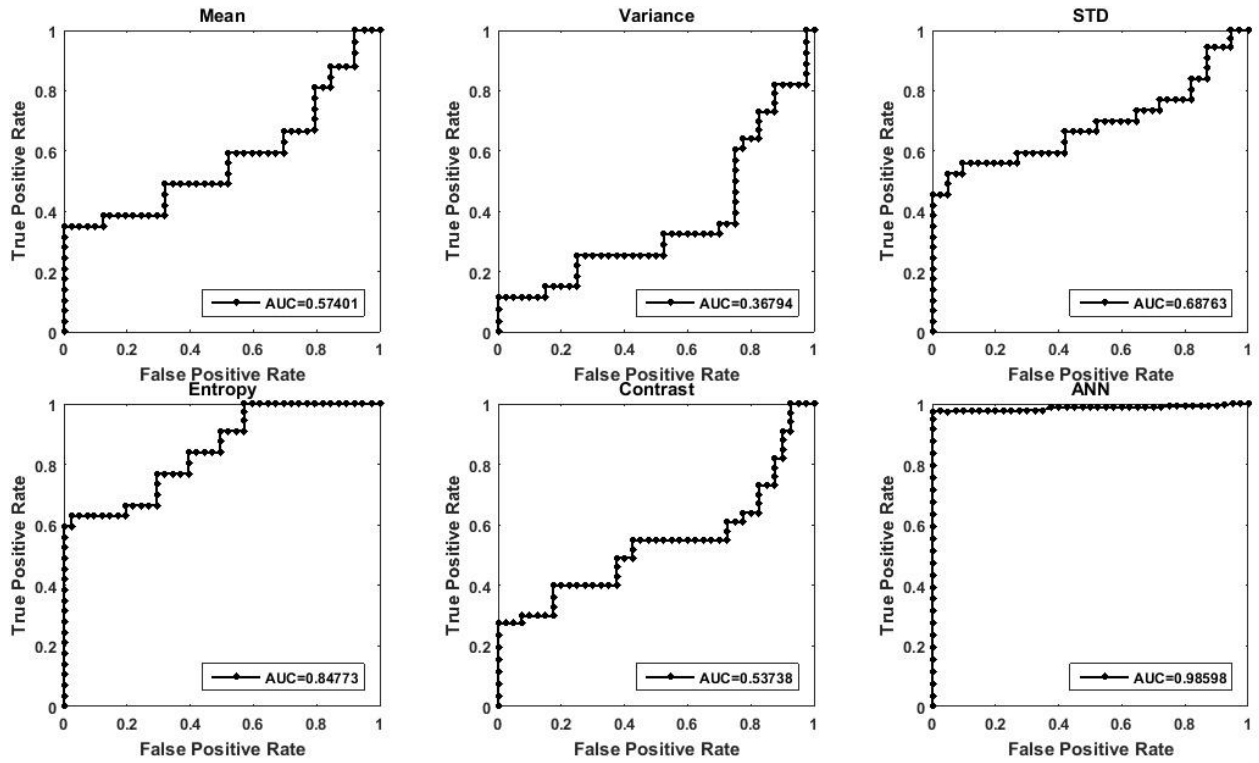 Mean
1
0.8
0.6
0.4
0.2
0
True Positive Rate
AUC=0.57401
0 0.2 0.4 0.6 0.8 1
False Positive Rate
Variance
1
0.8
0.6
0.4
0.2
0
True Positive Rate
AUC=0.36794
0 0.2 0.4 0.6 0.8 1
False Positive Rate
STD
1
0.8
0.6
0.4
0.2
0
True Positive Rate
AUC=0.68763
0 0.2 0.4 0.6 0.8 1
False Positive Rate
Entropy
1
0.8
0.6
0.4
0.2
0
True Positive Rate
AUC=0.84773
0 0.2 0.4 0.6 0.8 1
False Positive Rate
Contrast
1
0.8
0.6
0.4
0.2
0
True Positive Rate
AUC=0.53738
0 0.2 0.4 0.6 0.8 1
False Positive Rate
ANN
1
0.8
0.6
0.4
0.2
0
True Positive Rate
AUC=0.98598
0 0.2 0.4 0.6 0.8 1
False Positive Rate